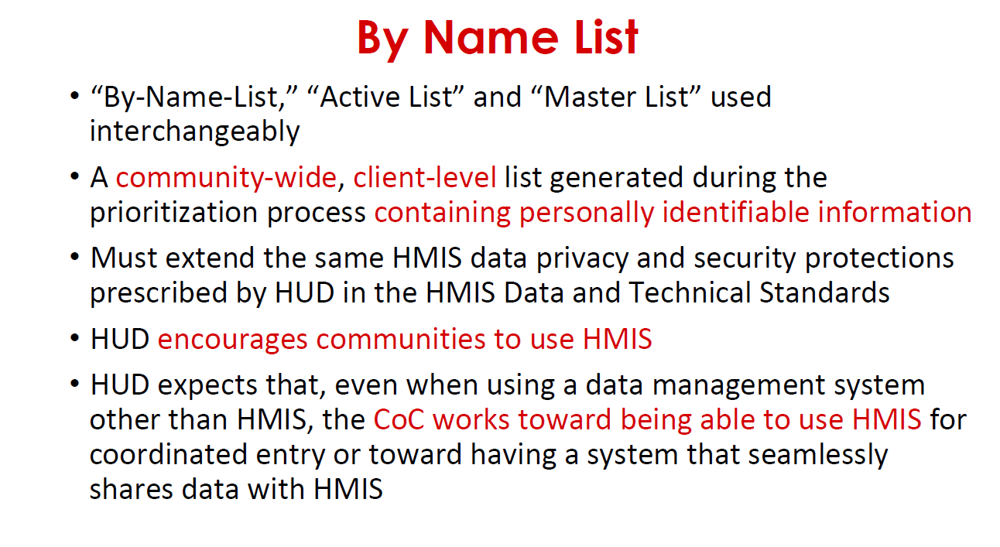 By Name List
• “By-Name-List,” “Active List” and “Master List” used
interchangeably
• A community-wide, client-level list generated during the
prioritization process containing personally identifiable information
• Must extend the same HMIS data privacy and security protections
prescribed by HUD in the HMIS Data and Technical Standards
• HUD encourages communities to use HMIS
• HUD expects that, even when using a data management system
other than HMIS, the CoC works toward being able to use HMIS for
coordinated entry or toward having a system that seamlessly
shares data with HMIS